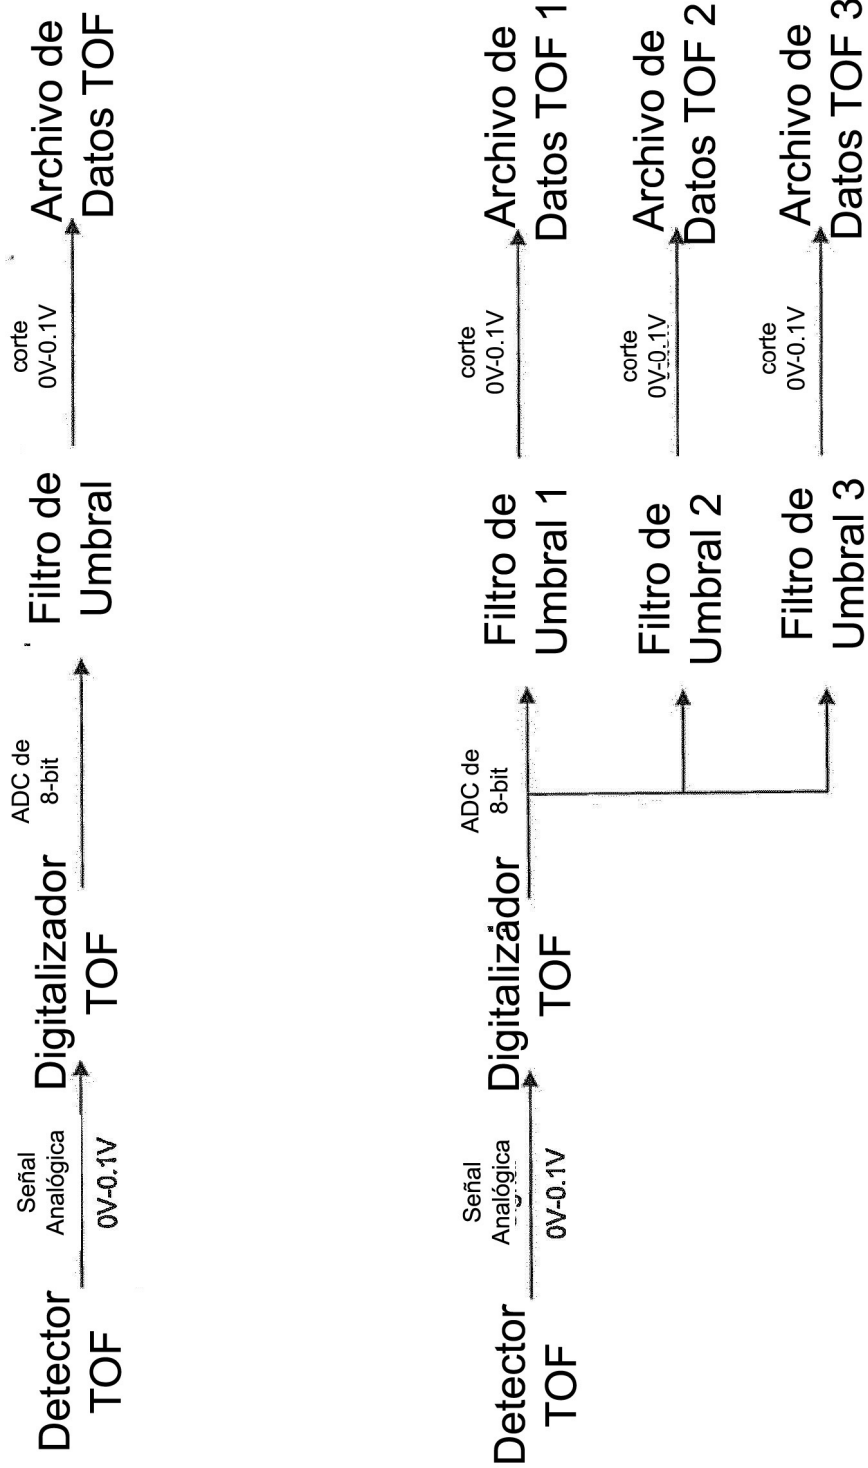 Detector
TOF
Señal
Analógica
0V-0.1V
Digitalizador
TOF
ADC de
8-bit
Filtro de
Umbral
corte
0V-0.1V
Archivo de
Datos TOF
Detector
TOF
Señal
Analógica
0V-0.1V
Digitalizador
TOF
ADC de
8-bit
Filtro de
Umbral 1
corte
0V-0.1V
Archivo de
Datos TOF 1
Filtro de
Umbral 2
corte
0V-0.1V
Archivo de
Datos TOF 2
Filtro de
Umbral 3
corte
0V-0.1V
Archivo de
Datos TOF 3